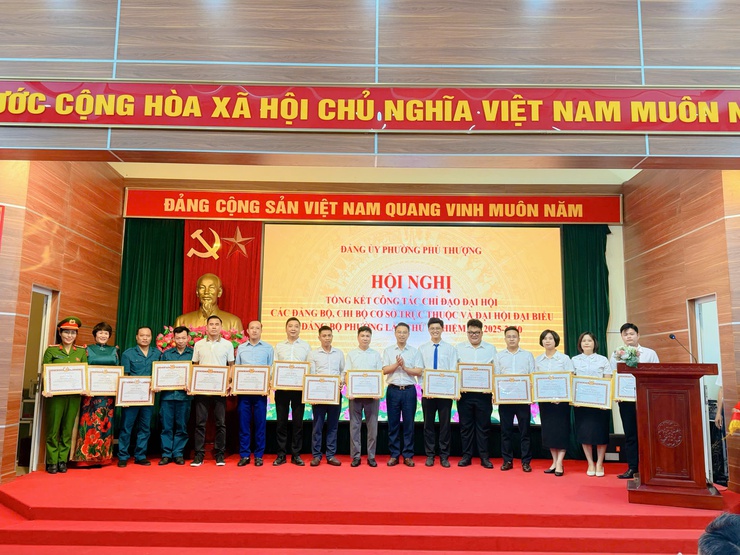 ƯỚC CỘNG HÒA XÃ HỘI CHỦ NGHĨA VIỆT NAM MUÔN N
ĐẢNG CỘNG SẢN VIỆT NAM QUANG VINH MUÔN NĂM
ĐẢNG ỦY PHƯỜNG PHÚ THƯỢNG
HỘI NGHỊ
TỔNG KẾT CÔNG TÁC CHỈ ĐẠO ĐẠI HỘI
CÁC ĐẢNG BỘ, CHI BỘ CƠ SỞ TRỰC THUỘC VÀ ĐẠI HỘI ĐẠI BIỂU
ĐẢNG BỘ PHƯỜNG LẦN